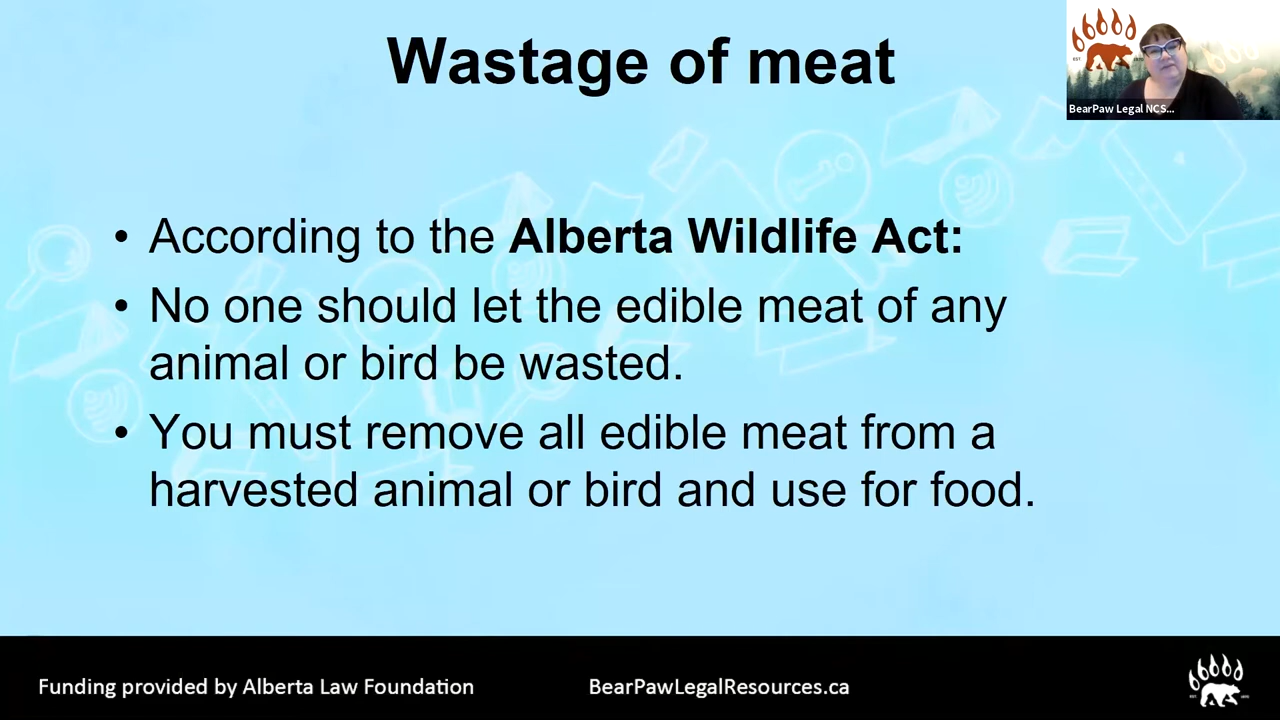 Wastage of meat
BearPaw Legal NCS...
• According to the Alberta Wildlife Act:
• No one should let the edible meat of any
animal or bird be wasted.
• You must remove all edible meat from a
harvested animal or bird and use for food.
Funding provided by Alberta Law Foundation
BearPawLegalResources.ca